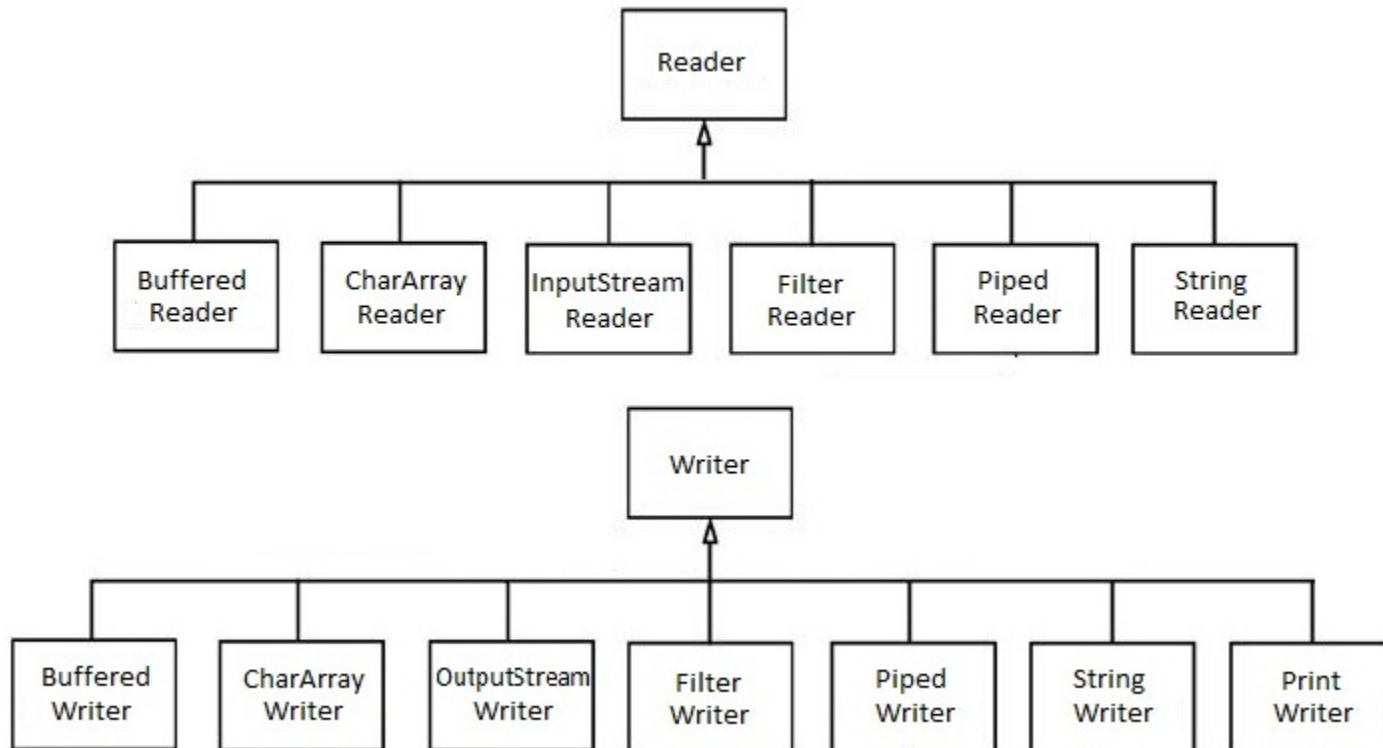 Reader
Buffered
Reader
CharArray
Reader
InputStream
Reader
Filter
Reader
Piped
Reader
String
Reader
Writer
Buffered
Writer
CharArray
Writer
OutputStream
Writer
Filter
Writer
Piped
Writer
String
Writer
Print
Writer